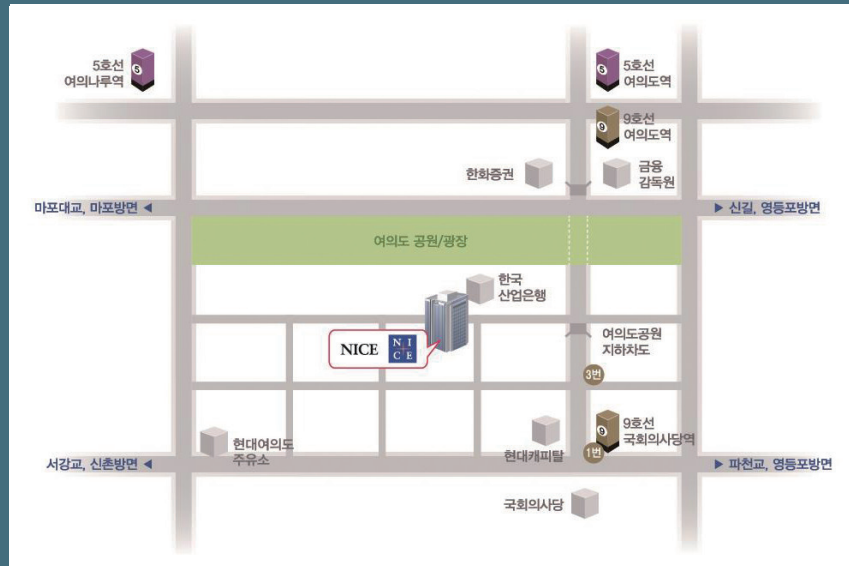 5호선
여의나루역
5
5호선
여의도역
5
9호선
여의도역
9
한화증권
금융
감독원
마포대교, 마포방면 ◀
▶ 신길, 영등포방면
여의도 공원/광장
한국
산업은행
NICE
N I
C E
여의도공원
지하차도
3번
9호선
국회의사당역
9
1번
현대여의도
주유소
현대캐피탈
서강교, 신촌방면 ◀
▶ 파천교, 영등포방면
국회의사당